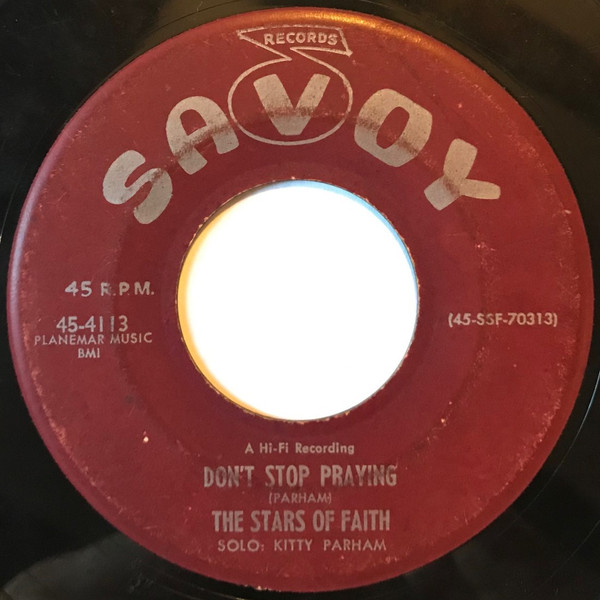 RECORDS
SAVOY
45 R.P.M.
45-4113
PLANEMAR MUSIC
BMI
(45-SSF-70313)
A Hi-Fi Recording
DON'T STOP PRAYING
(PARHAM)
THE STARS OF FAITH
SOLO: KITTY PARHAM